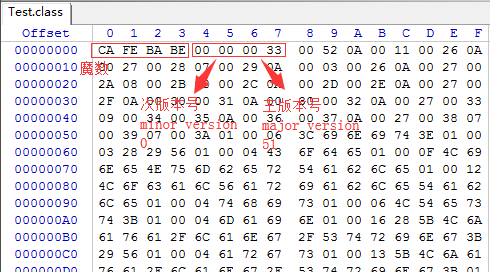 Test.class
Offset 0 1 2 3 4 5 6 7 8 9 A B C D E F
00000000 CA FE BA BE 00 00 00 33 00 52 0A 00 11 00 26 0A
00000010 00 27 00 28 07 00 29 0A 00 03 00 26 0A 00 27 00
魔数
00000020 2A 08 00 2B 09 00 2C 0A 00 2D 00 2E 0A 00 27 00
00000030 2F 0A 00 30 00 31 0A 00 30 00 32 0A 00 27 00 33
次版本号
主版本号
00000040 09 00 34 00 35 0A 00 36 00 37 0A 00 27 00 38 07
minor version
major version
00000050 00 39 07 00 3A 01 00 06 3C 69 6E 69 74 3E 01 00
0
51
00000060 03 28 29 56 01 00 04 43 6F 64 65 01 00 0F 4C 69
00000070 6E 65 4E 75 6D 62 65 72 54 61 62 6C 65 01 00 12
00000080 4C 6F 63 61 6C 56 61 72 69 61 62 6C 65 54 61 62
00000090 6C 65 01 00 04 74 68 69 73 01 00 06 4C 54 65 73
000000A0 74 3B 01 00 04 6D 61 69 6E 01 00 16 28 5B 4C 6A
000000B0 61 76 61 2F 6C 61 6E 67 2F 53 74 72 69 6E 67 3B
000000C0 29 56 01 00 04 61 72 67 73 01 00 13 5B 4C 6A 61
000000D0 76 61 2F 6C 61 6E 67 2F 53 74 72 69 6E 67 3B 01